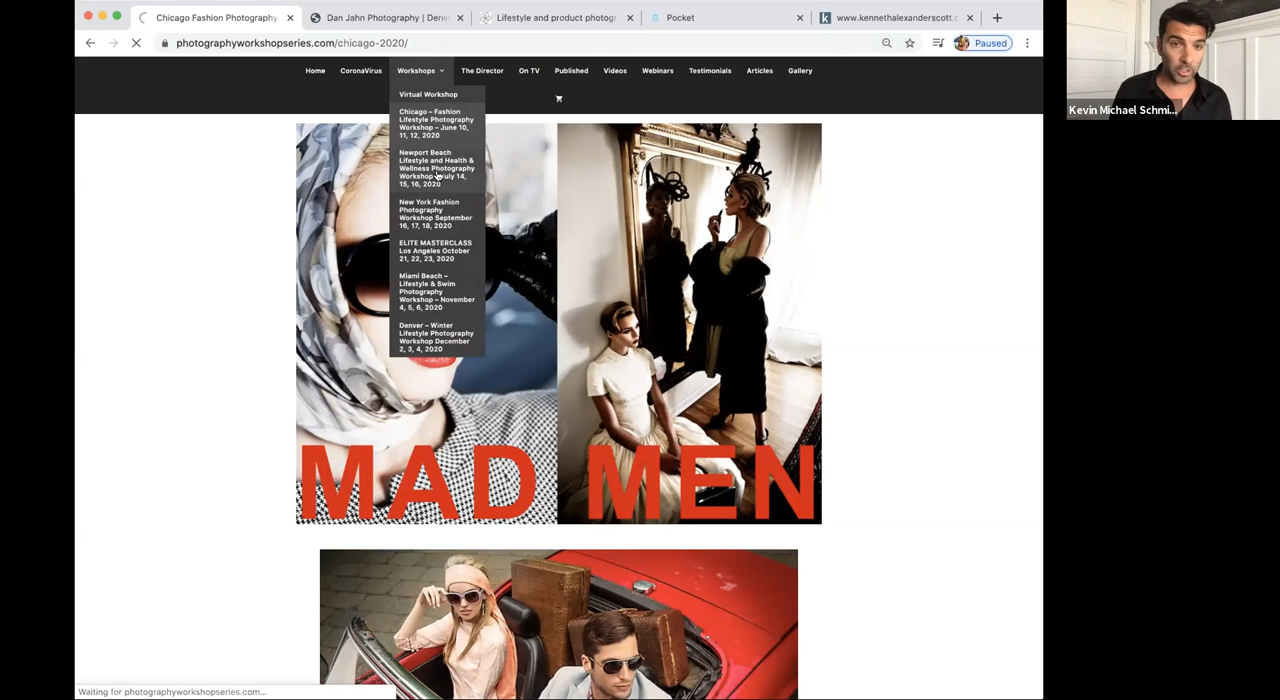 Chicago Fashion Photography
Dan Jahn Photography | Denv
Lifestyle and product photog
Pocket
www.kennethalexanderscott.c
photographyworkshopseries.com/chicago-2020/
Paused
Home
CoronaVirus
Workshops
The Director
On TV
Published
Videos
Webinars
Testimonials
Articles
Gallery
Virtual Workshop
Chicago – Fashion
Lifestyle Photography
Workshop – June 10,
11, 12, 2020
Newport Beach
Lifestyle and Health &
Wellness Photography
Workshop July 14,
15, 16, 2020
New York Fashion
Photography
Workshop September
16, 17, 18, 2020
ELITE MASTERCLASS
Los Angeles October
21, 22, 23, 2020
Miami Beach –
Lifestyle & Swim
Photography
Workshop – November
4, 5, 6, 2020
Denver – Winter
Lifestyle Photography
Workshop December
2, 3, 4, 2020
MAD MEN
Waiting for photographyworkshopseries.com...
Kevin Michael Schmi...